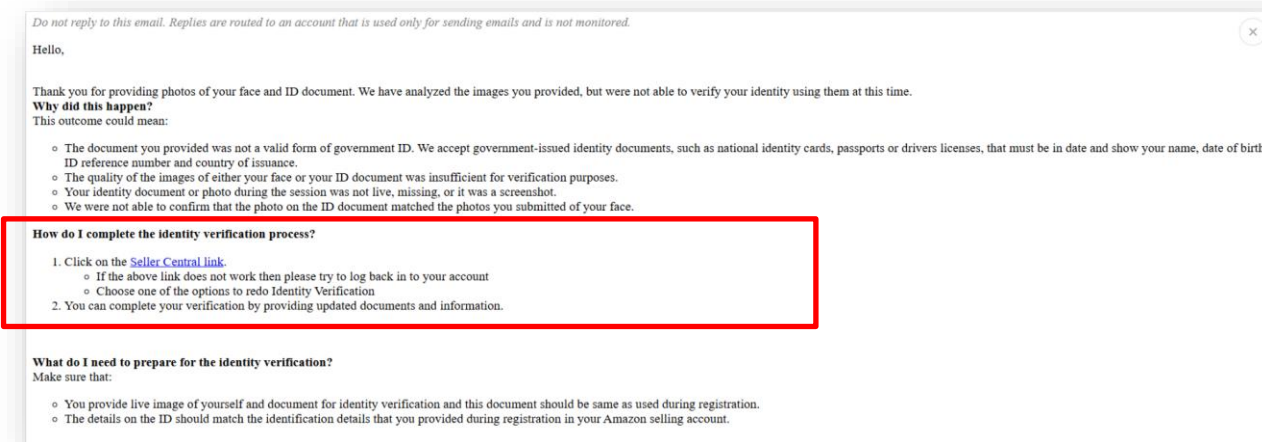 Do not reply to this email. Replies are routed to an account that is used only for sending emails and is not monitored.
Hello,
Thank you for providing photos of your face and ID document. We have analyzed the images you provided, but were not able to verify your identity using them at this time.
Why did this happen?
This outcome could mean:
The document you provided was not a valid form of government ID. We accept government-issued identity documents, such as national identity cards, passports or drivers licenses, that must be in date and show your name, date of birth
ID reference number and country of issuance.
The quality of the images of either your face or your ID document was insufficient for verification purposes.
Your identity document or photo during the session was not live, missing, or it was a screenshot.
We were not able to confirm that the photo on the ID document matched the photos you submitted of your face.
How do I complete the identity verification process?
1. Click on the Seller Central link.
If the above link does not work then please try to log back in to your account
Choose one of the options to redo Identity Verification
2. You can complete your verification by providing updated documents and information.
What do I need to prepare for the identity verification?
Make sure that:
You provide live image of yourself and document for identity verification and this document should be same as used during registration.
The details on the ID should match the identification details that you provided during registration in your Amazon selling account.